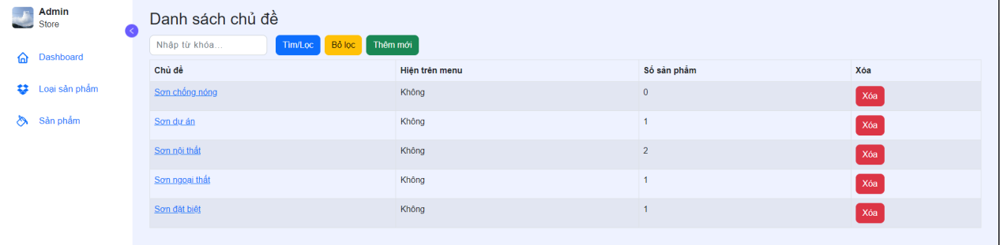 Admin
Store
Dashboard
Loại sản phẩm
Sản phẩm
Danh sách chủ đề
Nhập từ khóa...
Tìm/Lọc
Bỏ lọc
Thêm mới
Chủ đề Hiện trên menu Số sản phẩm Xóa
Sơn chống nóng Không 0 Xóa
Sơn dự án Không 1 Xóa
Sơn nội thất Không 2 Xóa
Sơn ngoại thất Không 1 Xóa
Sơn đặt biệt Không 1 Xóa